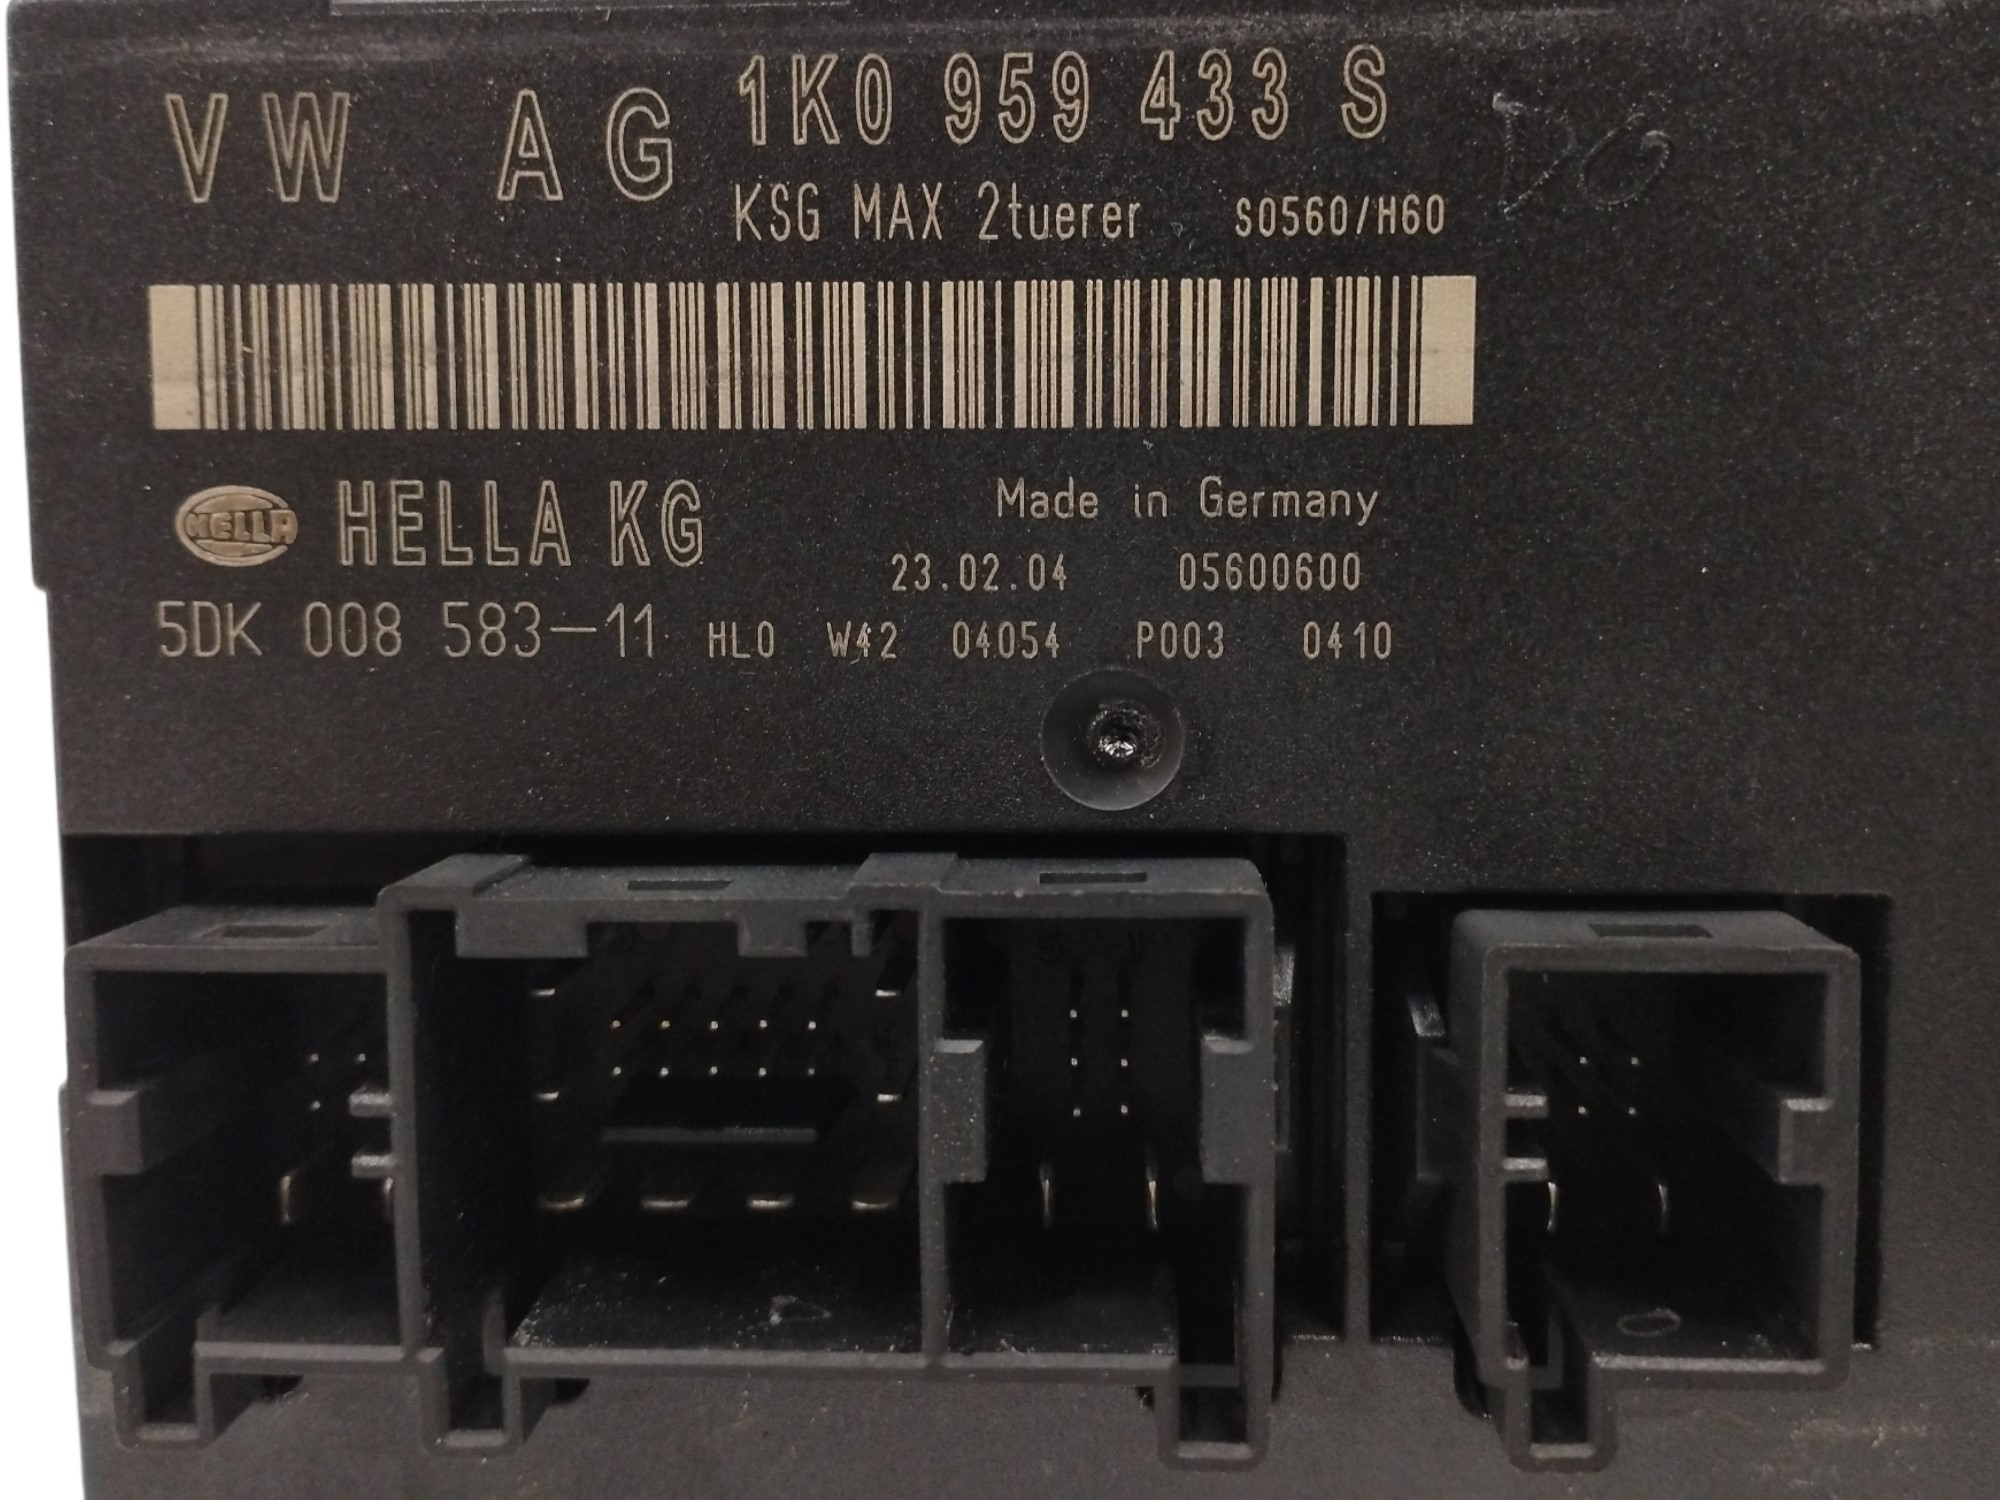 VW AG 1K0 959 433 S
KSG MAX 2tuerer S0560/H60
HELLA HELLA KG Made in Germany
23.02.04 05600600
5DK 008 583-11 HL0 W42 04054 P003 0410